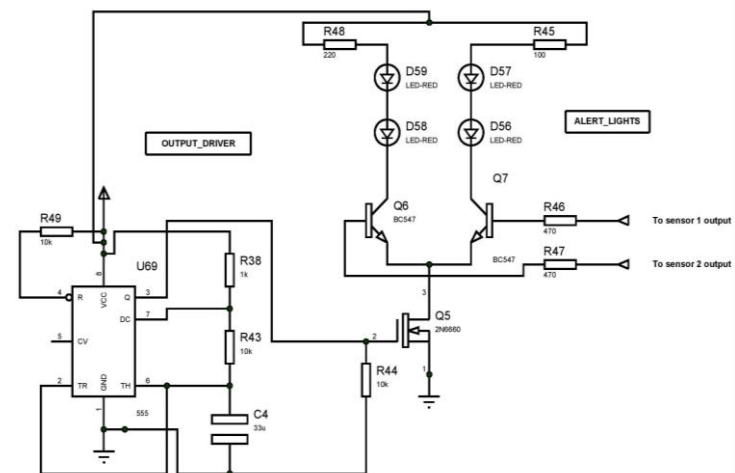 R48
220
R45
100
D59
LED-RED
D57
LED-RED
D58
LED-RED
D56
LED-RED
OUTPUT_DRIVER
ALERT_LIGHTS
Q7
Q6
BC547
R46
470
To sensor 1 output
BC547
R47
470
To sensor 2 output
R49
10k
U69
R38
1k
8
VCC
4
R
Q
3
DC
7
5
CV
R43
10k
3
Q5
2N6660
2
1
2
TR
GND
TH
6
1
555
R44
10k
C4
33u